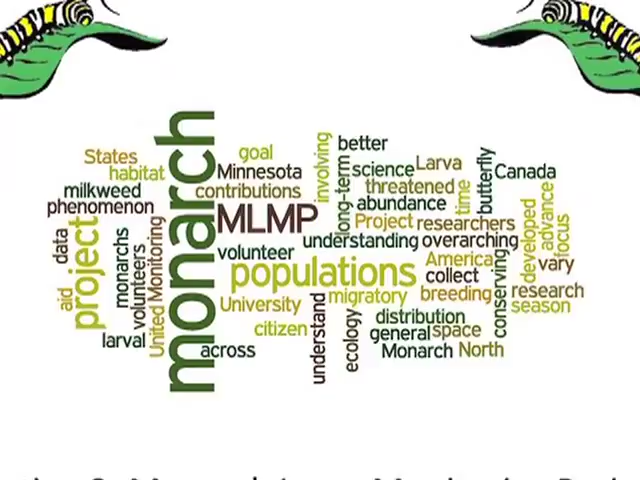 States
habitat
milkweed
phenomenon
data
aid
project
monarchs
volunteers
United Monitoring
larval
monarch
goal
Minnesota
contributions
MLMP
volunteer
populations
University
citizen
across
understand
involving
long-term
better
science
Larva
threatened
abundance
time
butterfly
Canada
Project
researchers
understanding
overarching
America
collect
migratory
breeding
ecology
distribution
general
space
Monarch
North
conserving
developed
advance
focus
vary
research
season